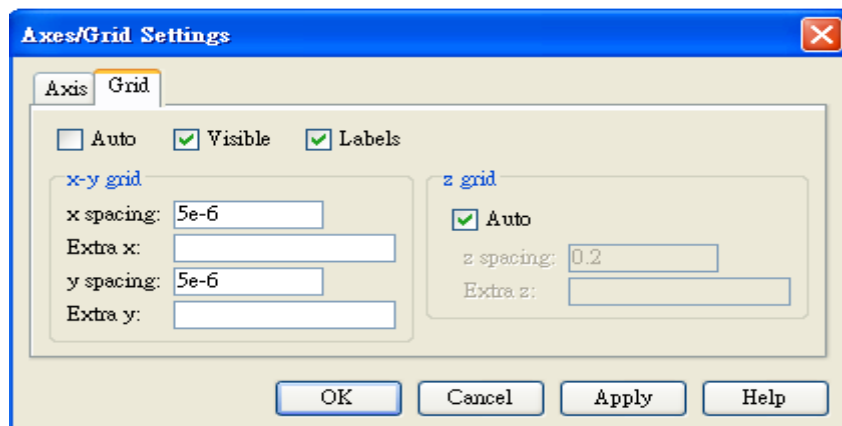 Axes/Grid Settings
Axis Grid
Auto Visible Labels
x-y grid
x spacing: 5e-6
Extra x:
y spacing: 5e-6
Extra y:
z grid
Auto
z spacing: 0.2
Extra z:
OK Cancel Apply Help